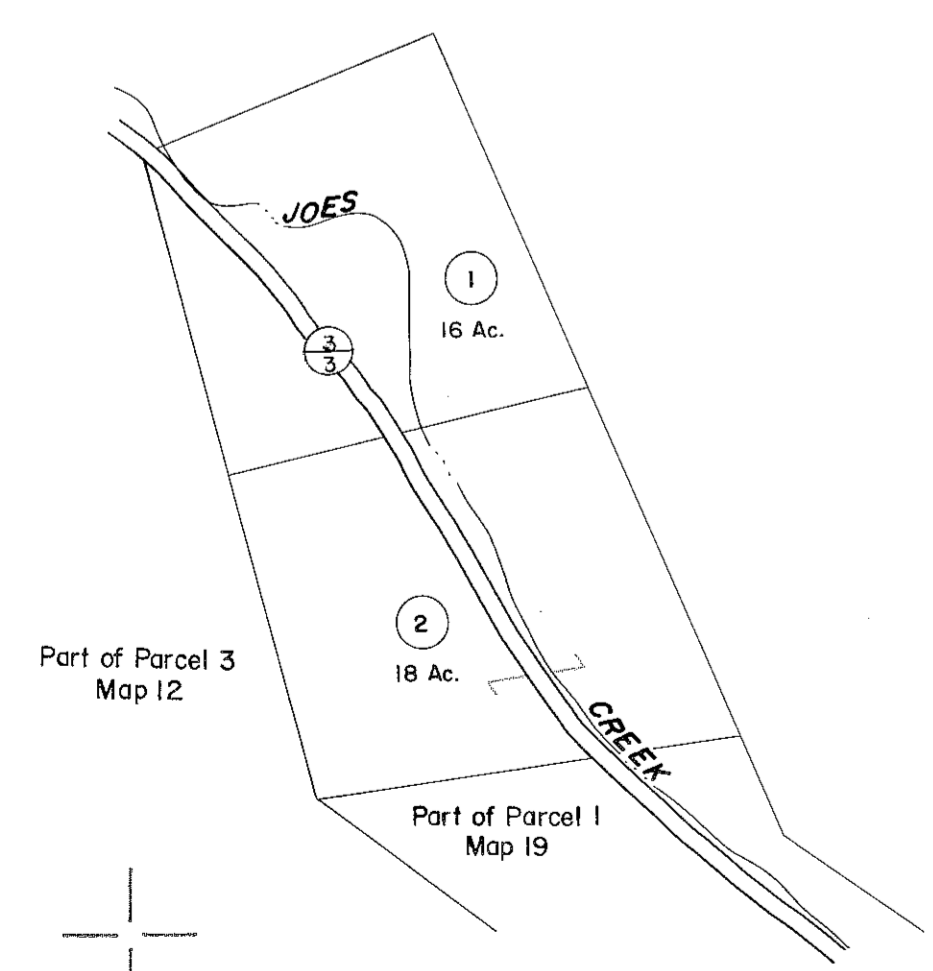 JOES
1
16 Ac.
3
3
2
18 Ac.
Part of Parcel 3
Map 12
CREEK
Part of Parcel 1
Map 19